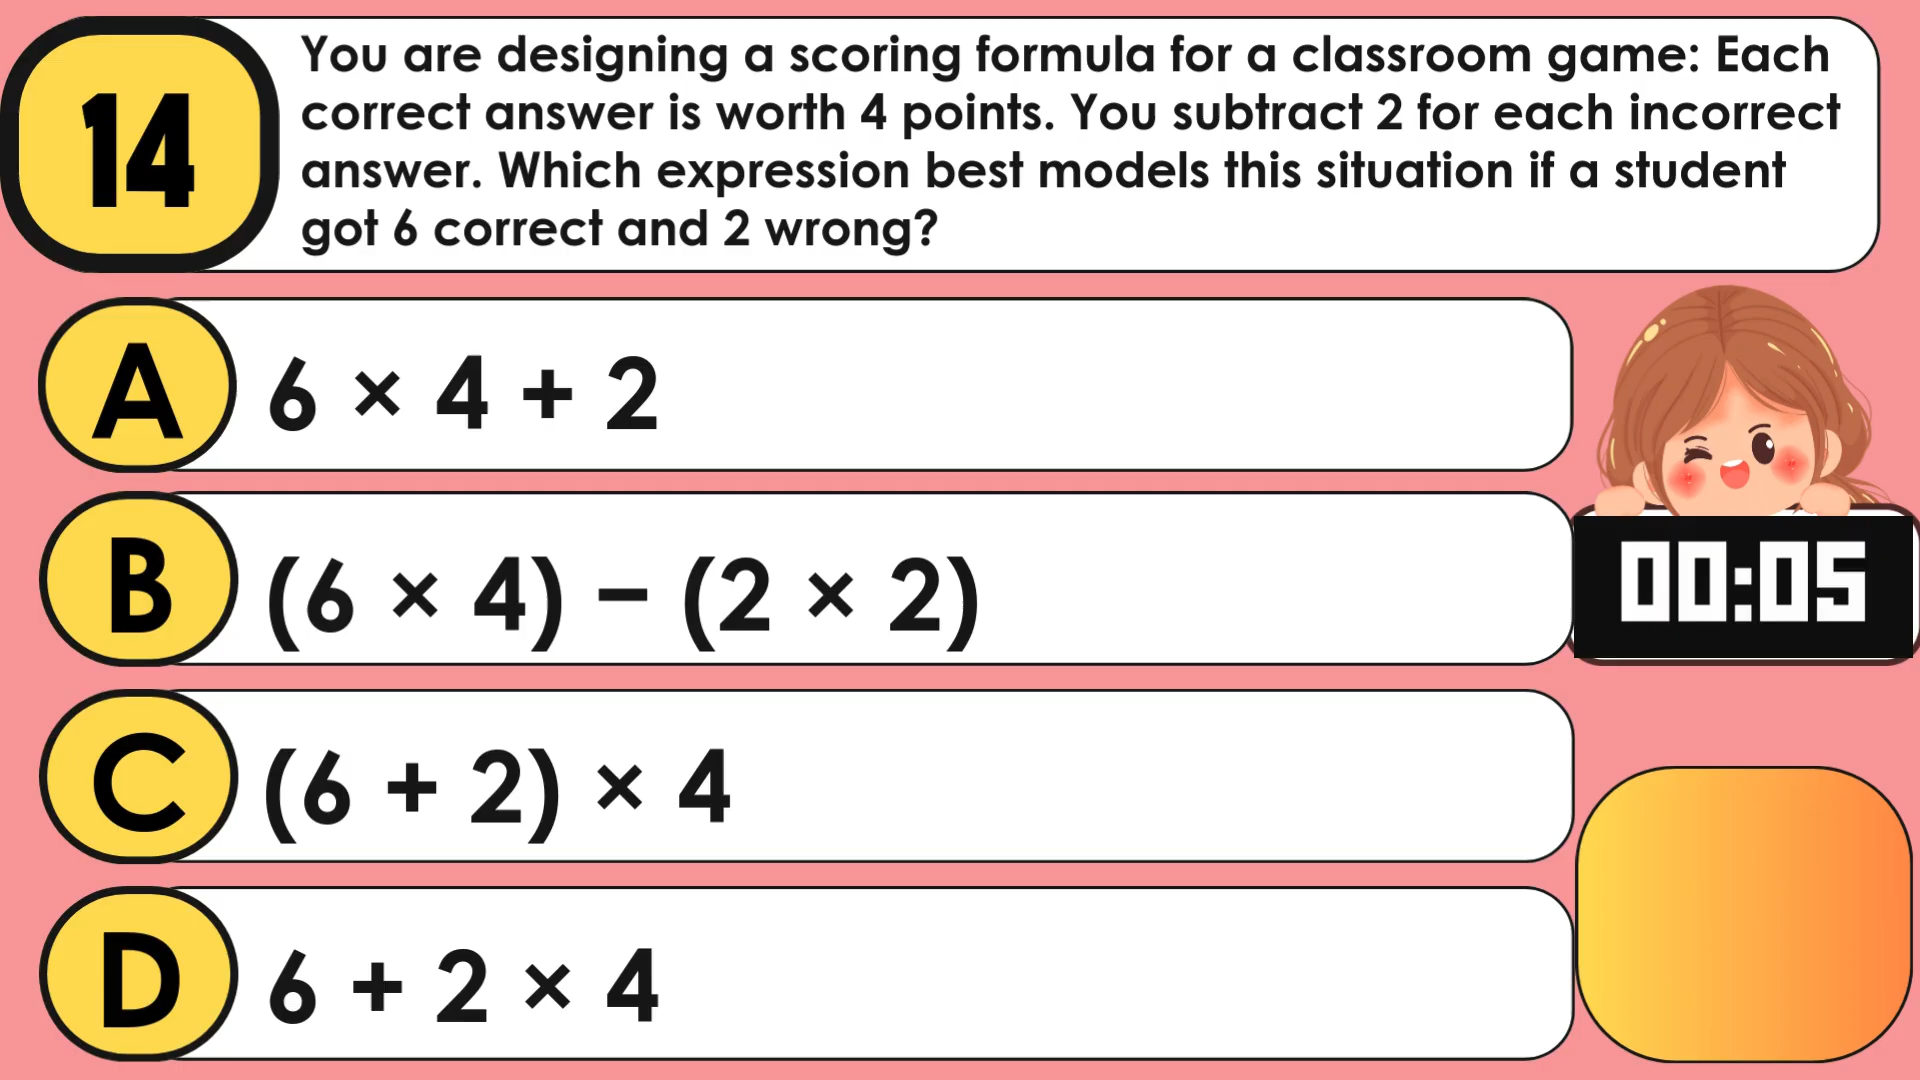 14
You are designing a scoring formula for a classroom game: Each
correct answer is worth 4 points. You subtract 2 for each incorrect
answer. Which expression best models this situation if a student
got 6 correct and 2 wrong?
A 6 × 4 + 2
B (6 × 4) − (2 × 2)
00:05
C (6 + 2) × 4
D 6 + 2 × 4